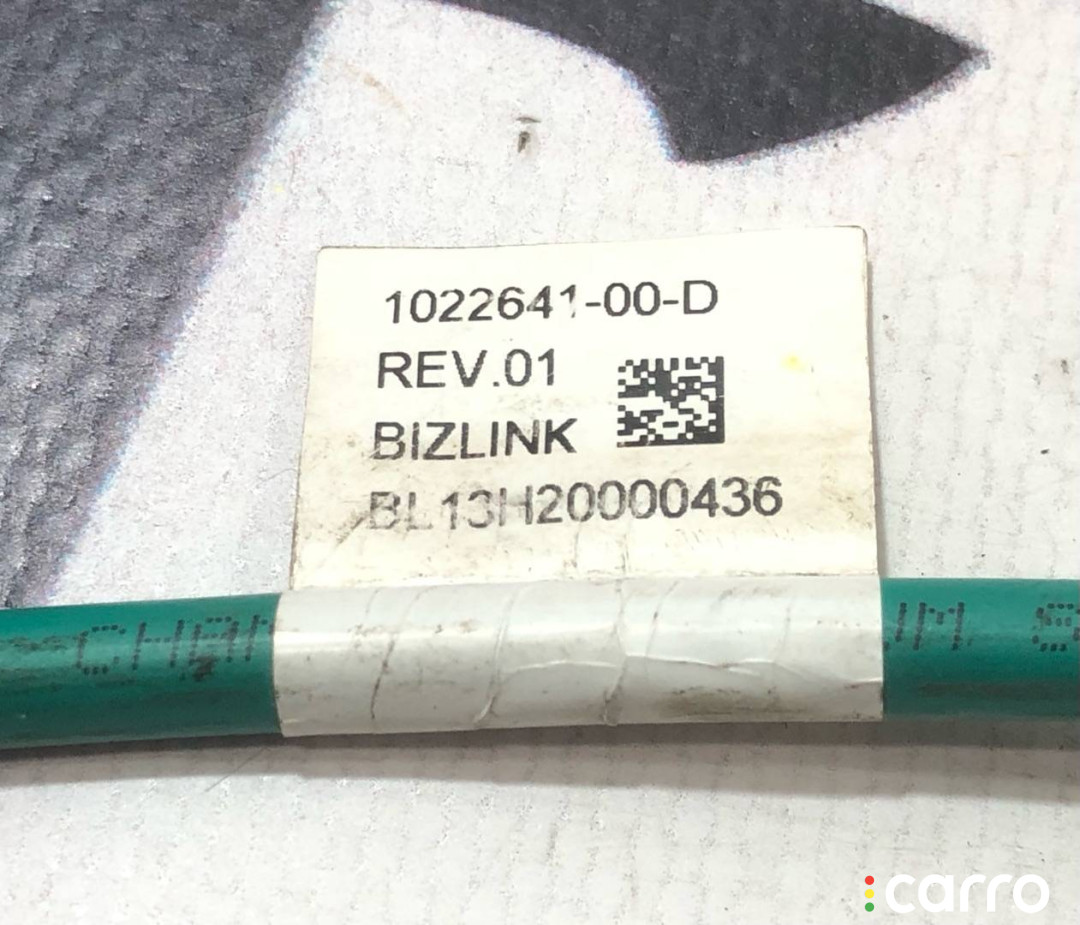 1022641-00-D
REV.01
BIZLINK
BL13H20000436
carro